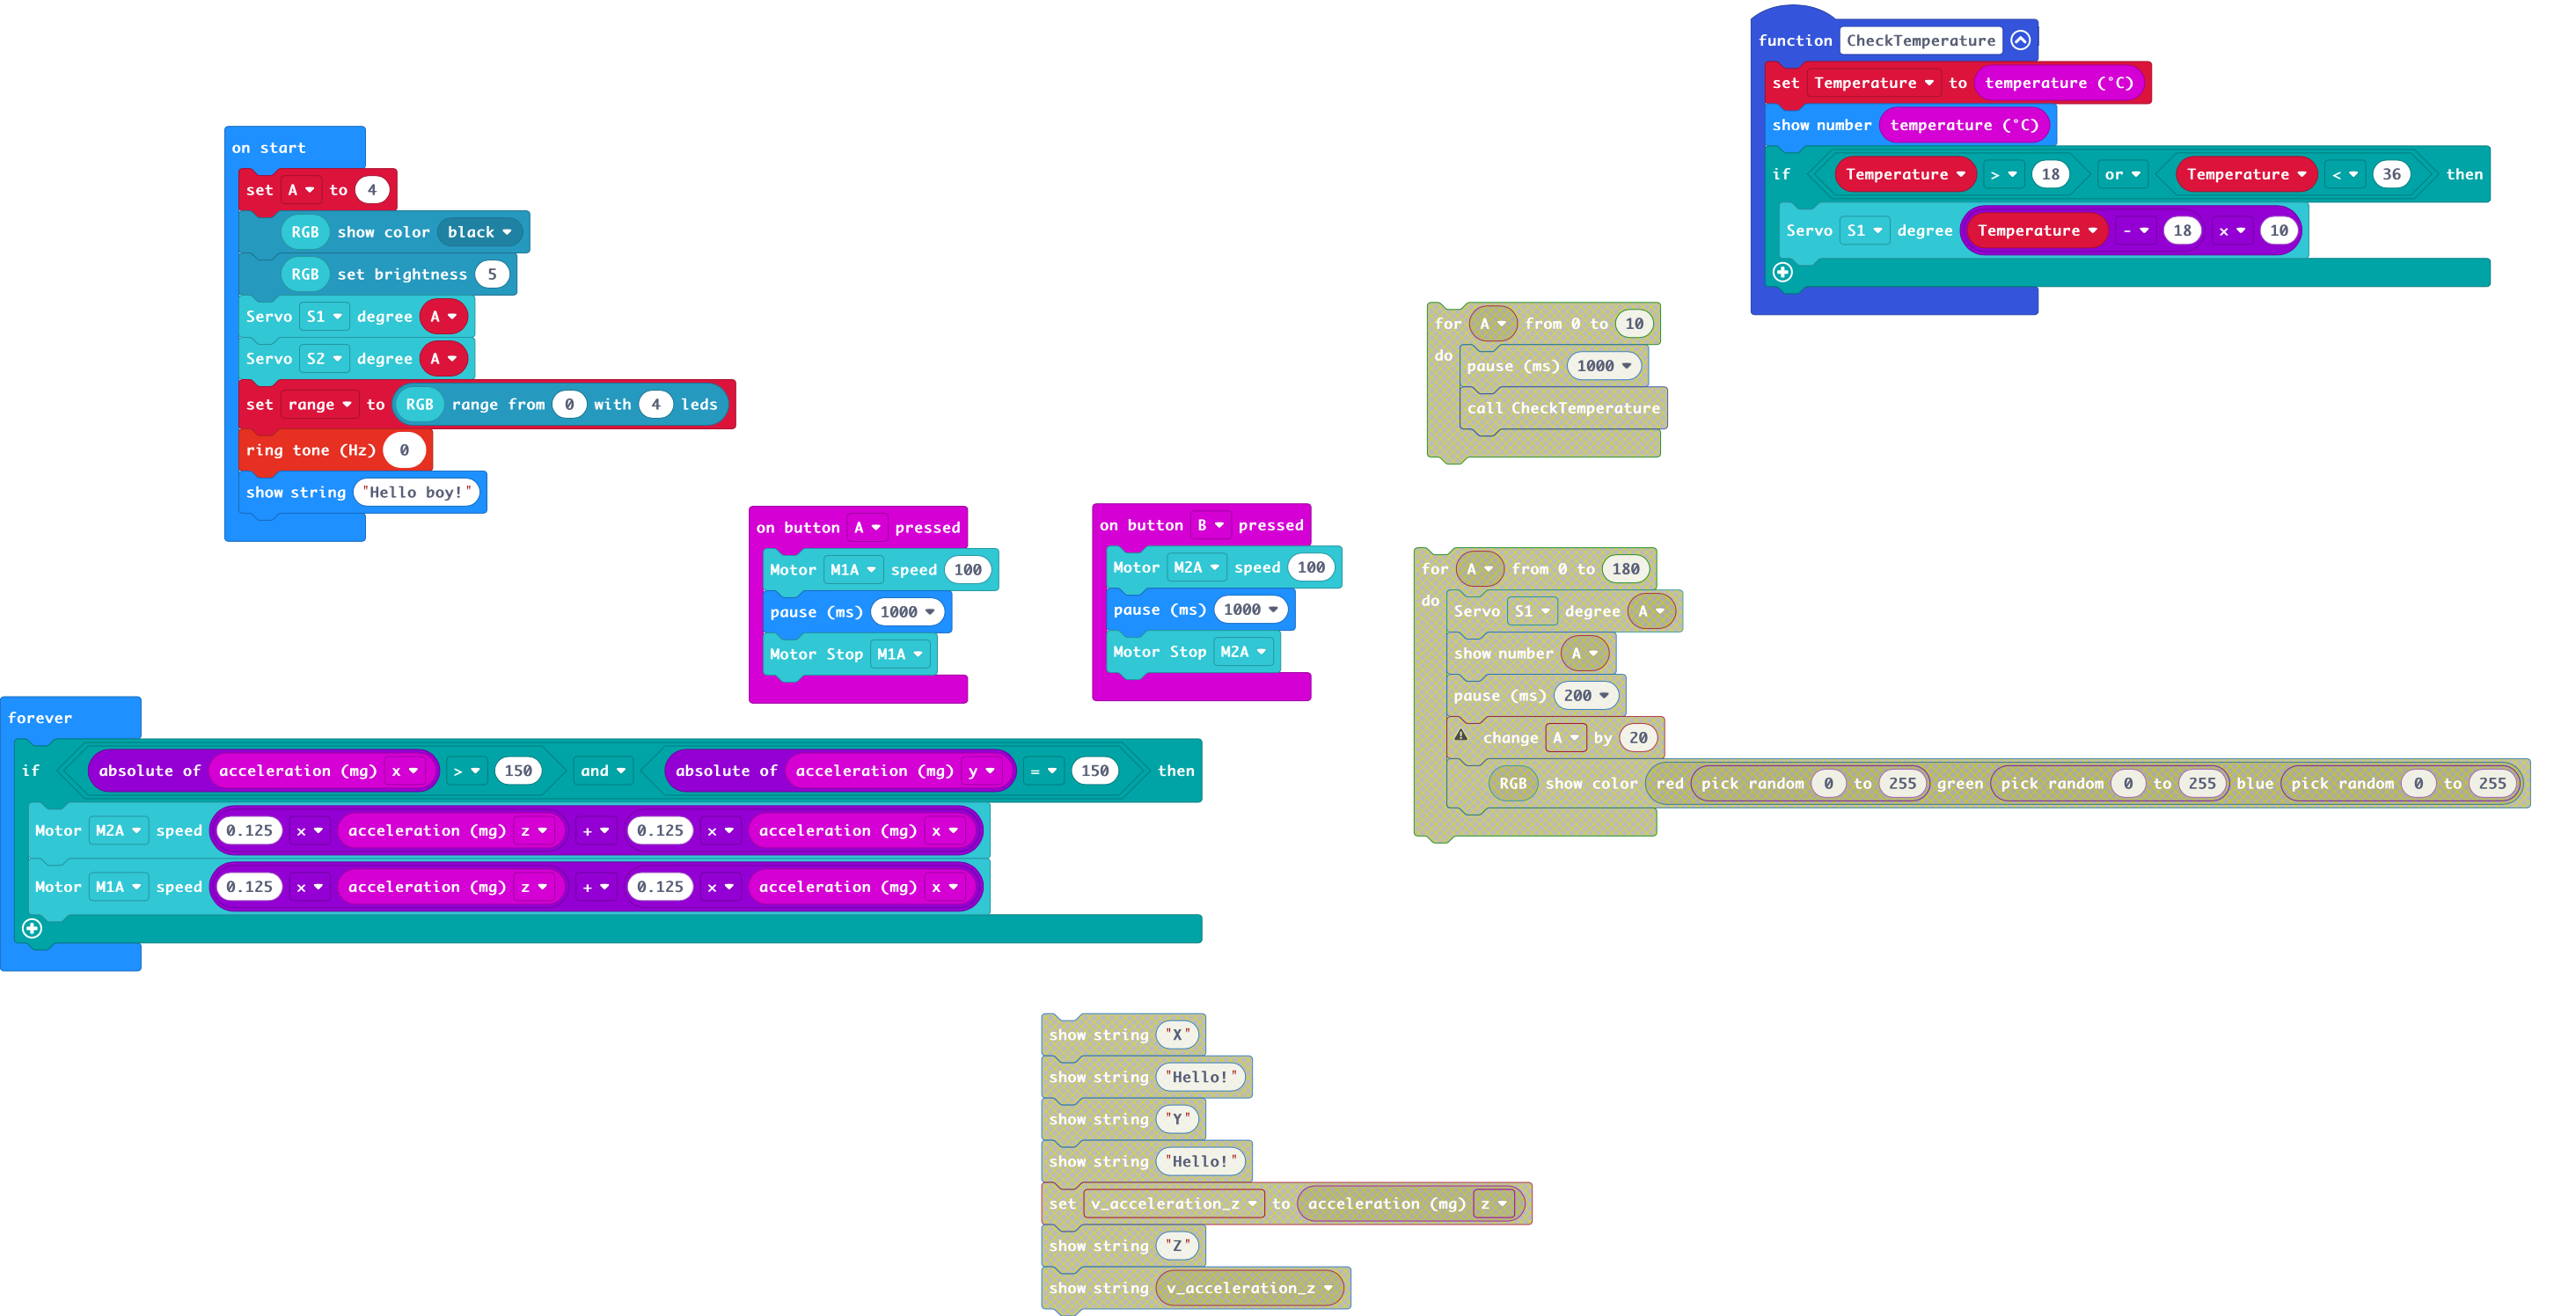 on start
set A to 4
RGB show color black
RGB set brightness 5
Servo S1 degree A
Servo S2 degree A
set range to RGB range from 0 with 4 leds
ring tone (Hz) 0
show string "Hello boy!"
on button A pressed
Motor M1A speed 100
pause (ms) 1000
Motor Stop M1A
on button B pressed
Motor M2A speed 100
pause (ms) 1000
Motor Stop M2A
function CheckTemperature
set Temperature to temperature (°C)
show number temperature (°C)
if Temperature > 18 or Temperature < 36 then
Servo S1 degree Temperature - 18 × 10
for A from 0 to 10
do
pause (ms) 1000
call CheckTemperature
for A from 0 to 180
do
Servo S1 degree A
show number A
pause (ms) 200
change A by 20
RGB show color red pick random 0 to 255 green pick random 0 to 255 blue pick random 0 to 255
forever
if absolute of acceleration (mg) x > 150 and absolute of acceleration (mg) y = 150 then
Motor M2A speed 0.125 × acceleration (mg) z + 0.125 × acceleration (mg) x
Motor M1A speed 0.125 × acceleration (mg) z + 0.125 × acceleration (mg) x
show string "X"
show string "Hello!"
show string "Y"
show string "Hello!"
set v_acceleration_z to acceleration (mg) z
show string "Z"
show string v_acceleration_z